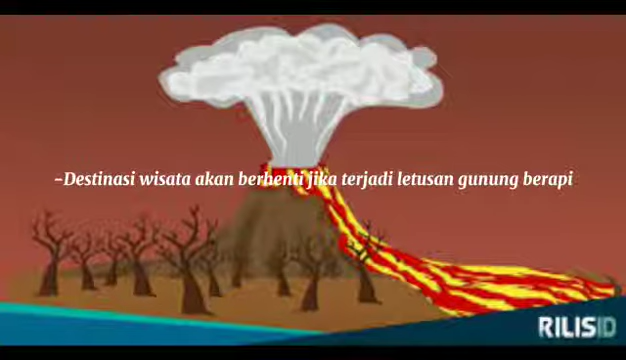 -Destinasi wisata akan berhenti jika terjadi letusan gunung berapi
RILISID